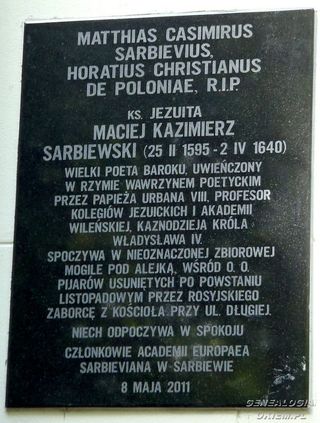 MATTHIAS CASIMIRUS
SARBIEVIUS,
HORATIUS CHRISTIANUS
DE POLONIAE, R.I.P.
KS. JEZUITA
MACIEJ KAZIMIERZ
SARBIEWSKI (25 II 1595-2 IV 1640)
WIELKI POETA BAROKU, UWIEŃCZONY
W RZYMIE WAWRZYNEM POETYCKIM
PRZEZ PAPIEŻA URBANA VIII, PROFESOR
KOLEGIÓW JEZUICKICH I AKADEMII
WILEŃSKIEJ, KAZNODZIEJA KRÓLA
WŁADYSŁAWA IV.
SPOCZYWA W NIEOZNACZONEJ ZBIOROWEJ
MOGILE POD ALEJKĄ, WŚRÓD O. O.
PIJARÓW USUNIĘTYCH PO POWSTANIU
LISTOPADOWYM PRZEZ ROSYJSKIEGO
ZABORCĘ Z KOŚCIOŁA PRZY UL. DŁUGIEJ.
NIECH ODPOCZYWA W SPOKOJU
CZŁONKOWIE ACADEMII EUROPAEA
SARBIEVIANA W SARBIEWIE
8 MAJA 2011
GENEALOGIA
OKIEM.PL